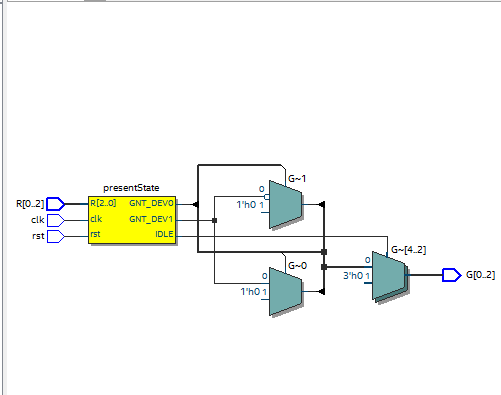 presentState
R[0..2]
clk
rst
R[2..0] GNT_DEV0
clk GNT_DEV1
rst IDLE
G~1
0
1'h0 1
G~0
0
1'h0 1
G~[4..2]
0
3'h0 1
G[0..2]